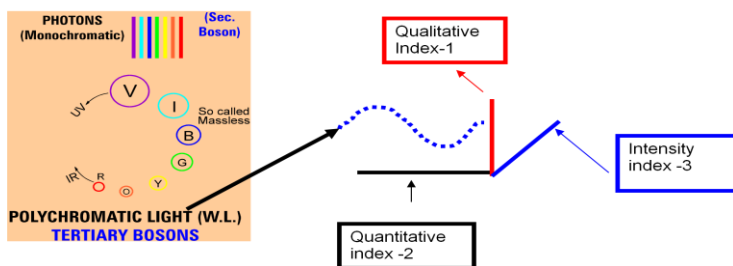 PHOTONS
(Monochromatic)
(Sec.
Boson)
V
UV
I
So called
Massless
B
G
IR
R
O
Y
POLYCHROMATIC LIGHT (W.L.)
TERTIARY BOSONS
Qualitative
Index-1
Intensity
index -3
Quantitative
index -2